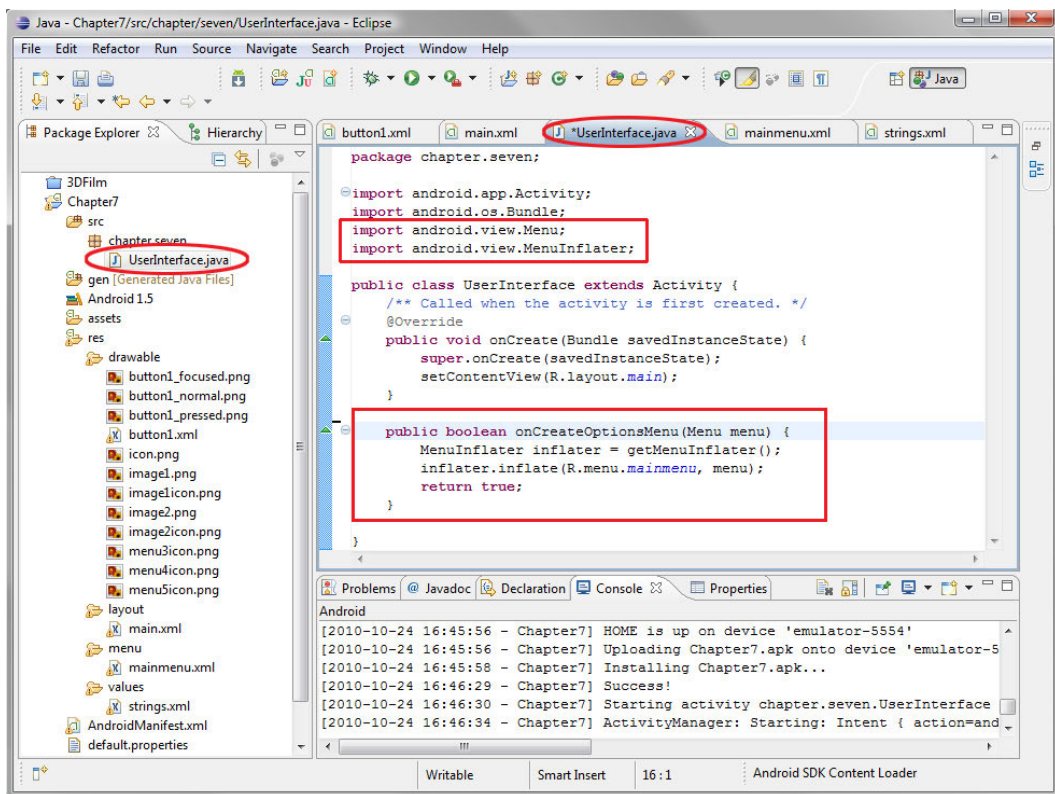 Java - Chapter7/src/chapter/seven/UserInterface.java - Eclipse
File Edit Refactor Run Source Navigate Search Project Window Help
Java
Package Explorer Hierarchy
3DFilm
Chapter7
src
chapter.seven
UserInterface.java
gen [Generated Java Files]
Android 1.5
assets
res
drawable
button1_focused.png
button1_normal.png
button1_pressed.png
button1.xml
icon.png
image1.png
image1icon.png
image2.png
image2icon.png
menu3icon.png
menu4icon.png
menu5icon.png
layout
main.xml
menu
mainmenu.xml
values
strings.xml
AndroidManifest.xml
default.properties
button1.xml main.xml *UserInterface.java mainmenu.xml strings.xml
package chapter.seven;
import android.app.Activity;
import android.os.Bundle;
import android.view.Menu;
import android.view.MenuInflater;
public class UserInterface extends Activity {
/** Called when the activity is first created. */
@Override
public void onCreate(Bundle savedInstanceState) {
super.onCreate(savedInstanceState);
setContentView(R.layout.main);
}
public boolean onCreateOptionsMenu(Menu menu) {
MenuInflater inflater = getMenuInflater();
inflater.inflate(R.menu.mainmenu, menu);
return true;
}
}
Problems @ Javadoc Declaration Console Properties
Android
[2010-10-24 16:45:56 - Chapter7] HOME is up on device 'emulator-5554'
[2010-10-24 16:45:56 - Chapter7] Uploading Chapter7.apk onto device 'emulator-5
[2010-10-24 16:45:58 - Chapter7] Installing Chapter7.apk...
[2010-10-24 16:46:29 - Chapter7] Success!
[2010-10-24 16:46:30 - Chapter7] Starting activity chapter.seven.UserInterface
[2010-10-24 16:46:34 - Chapter7] ActivityManager: Starting: Intent { action=and
Writable Smart Insert 16 : 1 Android SDK Content Loader